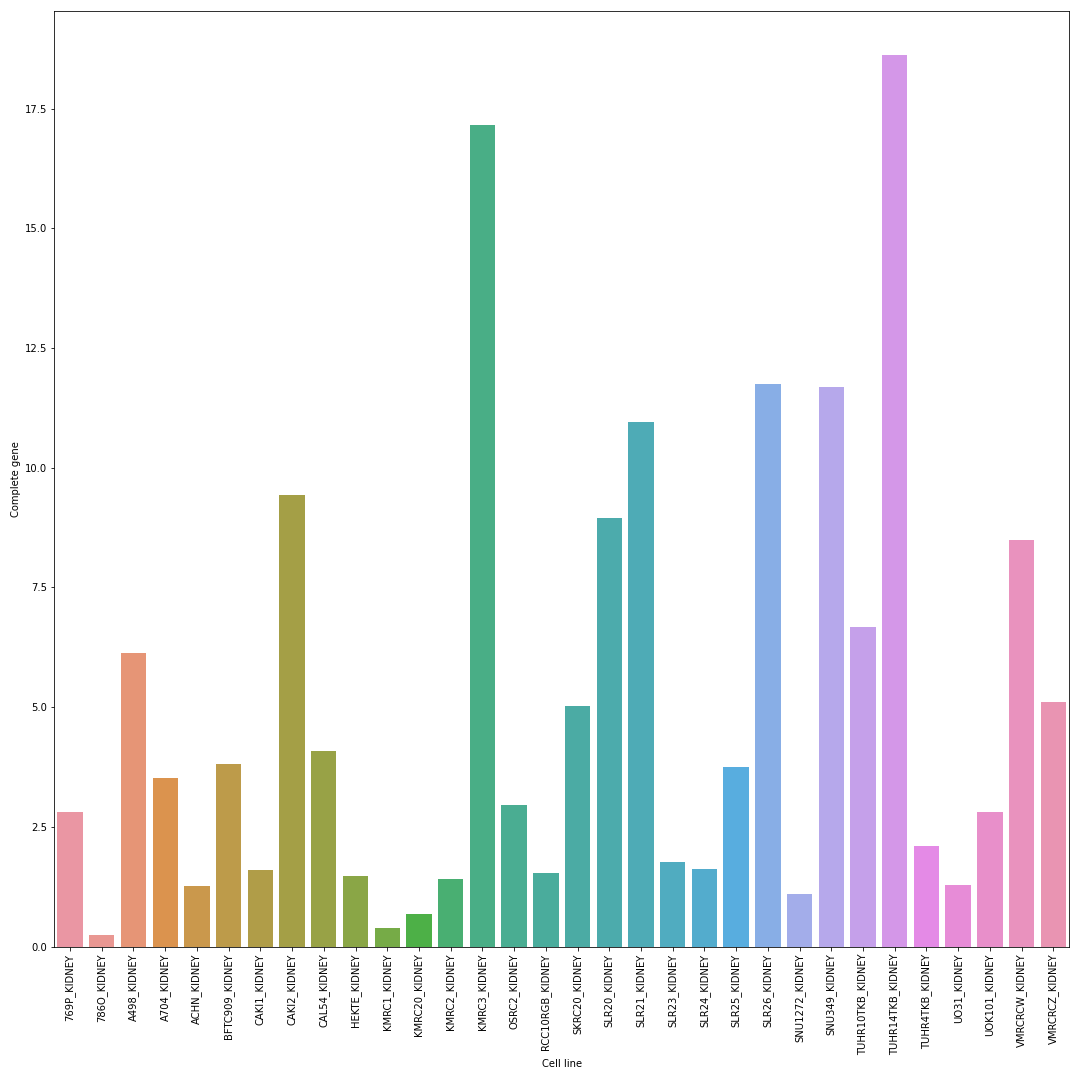 17.5
15.0
12.5
10.0
7.5
5.0
2.5
0.0
Complete gene
769P_KIDNEY
786O_KIDNEY
A498_KIDNEY
A704_KIDNEY
ACHN_KIDNEY
BFTC909_KIDNEY
CAKI1_KIDNEY
CAKI2_KIDNEY
CAL54_KIDNEY
HEKTE_KIDNEY
KMRC1_KIDNEY
KMRC20_KIDNEY
KMRC2_KIDNEY
KMRC3_KIDNEY
OSRC2_KIDNEY
RCC10RGB_KIDNEY
SKRC20_KIDNEY
SLR20_KIDNEY
SLR21_KIDNEY
SLR23_KIDNEY
SLR24_KIDNEY
SLR25_KIDNEY
SLR26_KIDNEY
SNU1272_KIDNEY
SNU349_KIDNEY
TUHR10TKB_KIDNEY
TUHR14TKB_KIDNEY
TUHR4TKB_KIDNEY
UO31_KIDNEY
UOK101_KIDNEY
VMRCRCW_KIDNEY
VMRCRCZ_KIDNEY
Cell line